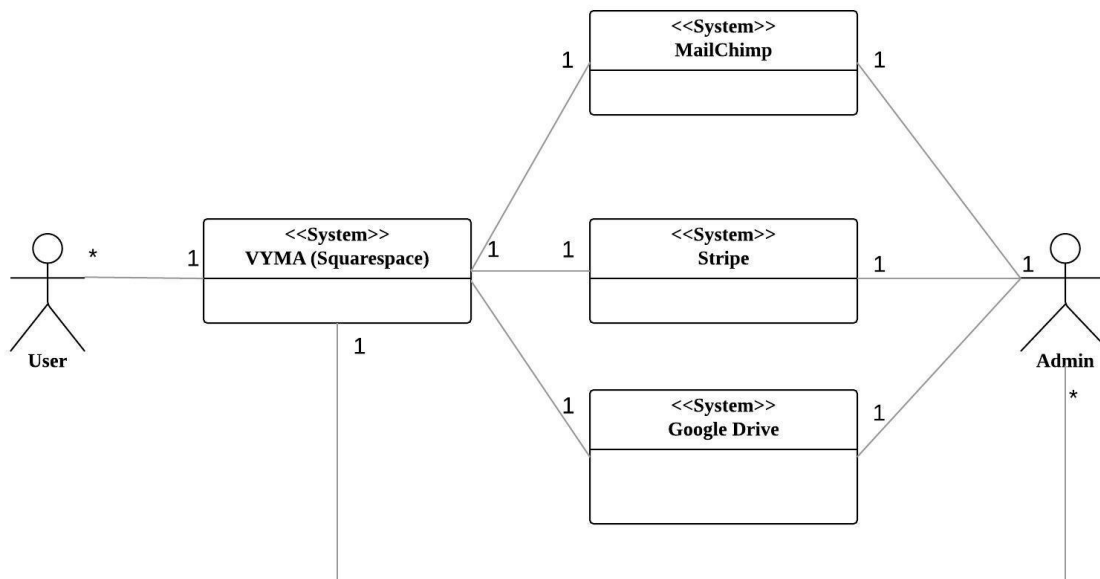 <<System>>
MailChimp
1
1
<<System>>
VYMA (Squarespace)
*
1
1
1
<<System>>
Stripe
1
1
User
1
Admin
1
<<System>>
Google Drive
1
*